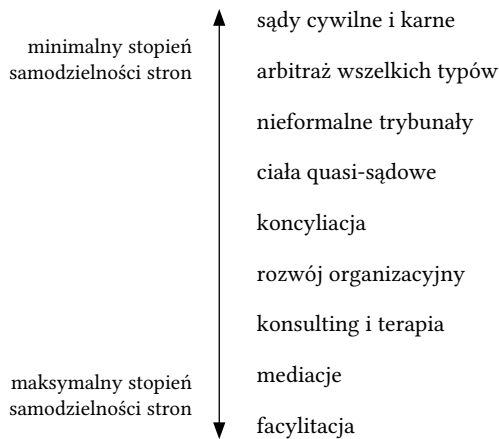 sądy cywilne i karne
minimalny stopień
samodzielności stron
arbitraż wszelkich typów
nieformalne trybunały
ciała quasi-sądowe
koncyliacja
rozwój organizacyjny
konsulting i terapia
mediacje
maksymalny stopień
samodzielności stron
facylitacja